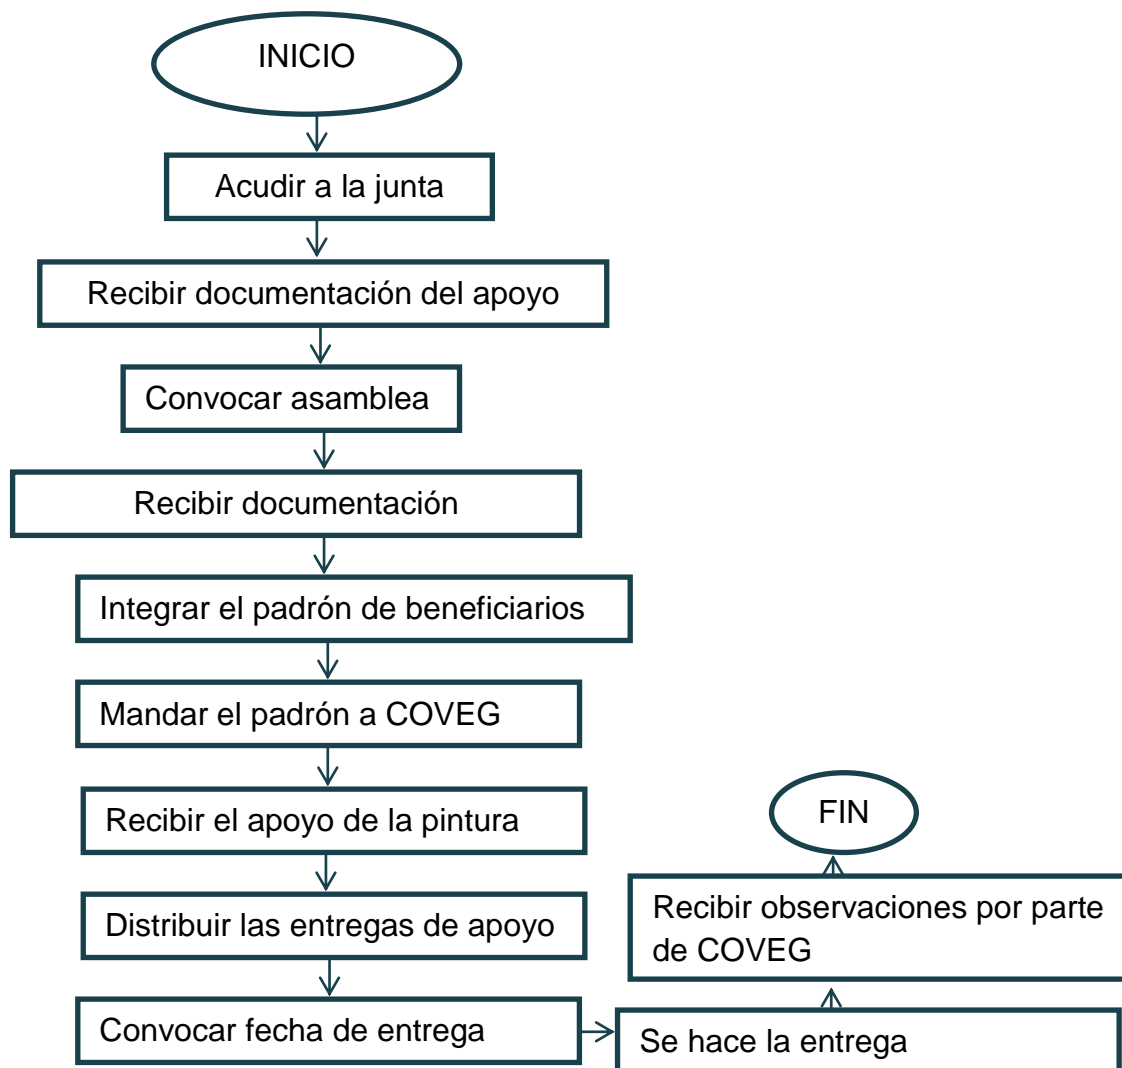 INICIO
Acudir a la junta
Recibir documentación del apoyo
Convocar asamblea
Recibir documentación
Integrar el padrón de beneficiarios
Mandar el padrón a COVEG
Recibir el apoyo de la pintura
Distribuir las entregas de apoyo
Convocar fecha de entrega
Se hace la entrega
Recibir observaciones por parte
de COVEG
FIN